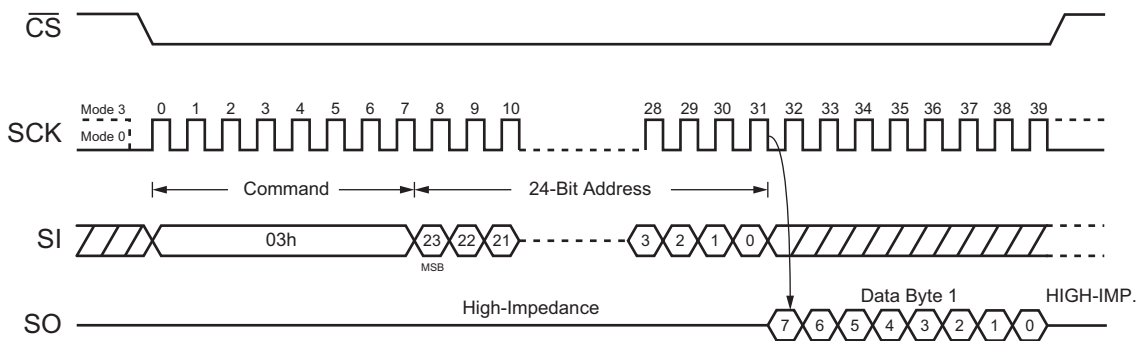 CS
Mode 3
0 1 2 3 4 5 6 7 8 9 10 28 29 30 31 32 33 34 35 36 37 38 39
SCK
Mode 0
Command 24-Bit Address
SI 03h 23 22 21 3 2 1 0
MSB
High-Impedance Data Byte 1 HIGH-IMP.
SO 7 6 5 4 3 2 1 0